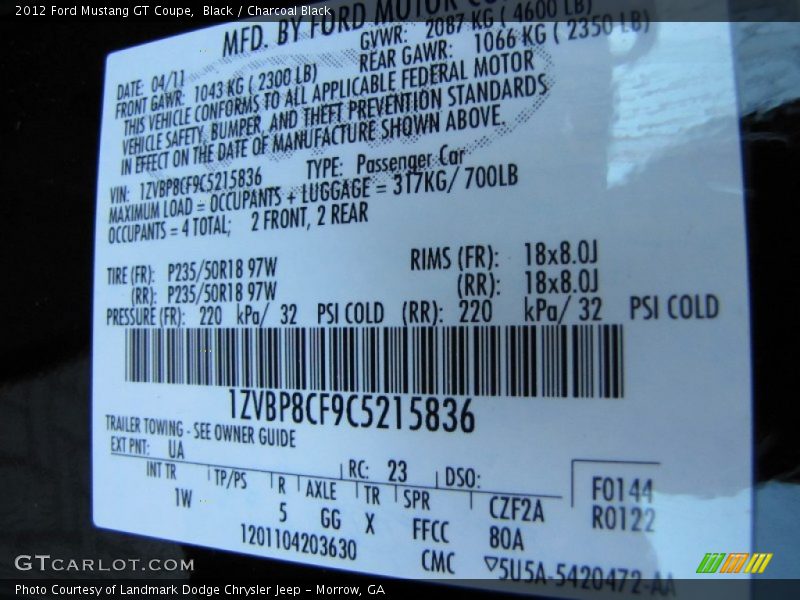 2012 Ford Mustang GT Coupe, Black / Charcoal Black
MFD. BY FORD MOTOR CO
DATE: 04/11 GVWR: 2087 KG ( 4600 LB)
FRONT GAWR: 1043 KG ( 2300 LB) REAR GAWR: 1066 KG ( 2350 LB)
THIS VEHICLE CONFORMS TO ALL APPLICABLE FEDERAL MOTOR
VEHICLE SAFETY, BUMPER, AND THEFT PREVENTION STANDARDS
IN EFFECT ON THE DATE OF MANUFACTURE SHOWN ABOVE.
VIN: 1ZVBP8CF9C5215836 TYPE: Passenger Car
MAXIMUM LOAD = OCCUPANTS + LUGGAGE = 317KG/ 700LB
OCCUPANTS = 4 TOTAL; 2 FRONT, 2 REAR
TIRE (FR): P235/50R18 97W RIMS (FR): 18x8.0J
(RR): P235/50R18 97W (RR): 18x8.0J
PRESSURE (FR): 220 kPa/ 32 PSI COLD (RR): 220 kPa/ 32 PSI COLD
1ZVBP8CF9C5215836
TRAILER TOWING - SEE OWNER GUIDE
EXT PNT: UA RC: 23 DSO:
INT TR TP/PS R AXLE TR SPR CZF2A F0144
1W 5 GG X FFCC 80A R0122
1201104203630 CMC ▽5U5A-5420472-AA
GTCARLOT.COM
Photo Courtesy of Landmark Dodge Chrysler Jeep – Morrow, GA